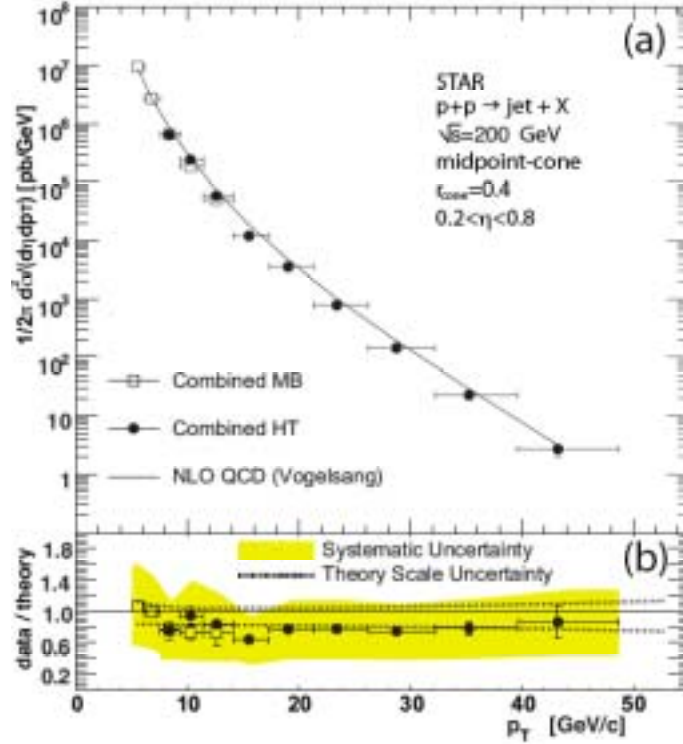 (a)
10⁸
10⁷
10⁶
10⁵
10⁴
10³
10²
10
1
1/2π d²σ/(dηdpT) [pb/GeV]
STAR
p+p → jet + X
√s=200 GeV
midpoint-cone
r_cone=0.4
0.2<η<0.8
Combined MB
Combined HT
NLO QCD (Vogelsang)
(b)
Systematic Uncertainty
Theory Scale Uncertainty
1.8
1.4
1.0
0.6
0.2
data / theory
0 10 20 30 40 50 60
p_T [GeV/c]